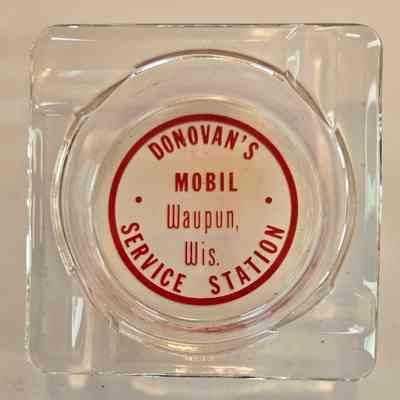 DONOVAN'S
MOBIL
Waupun,
Wis.
SERVICE STATION